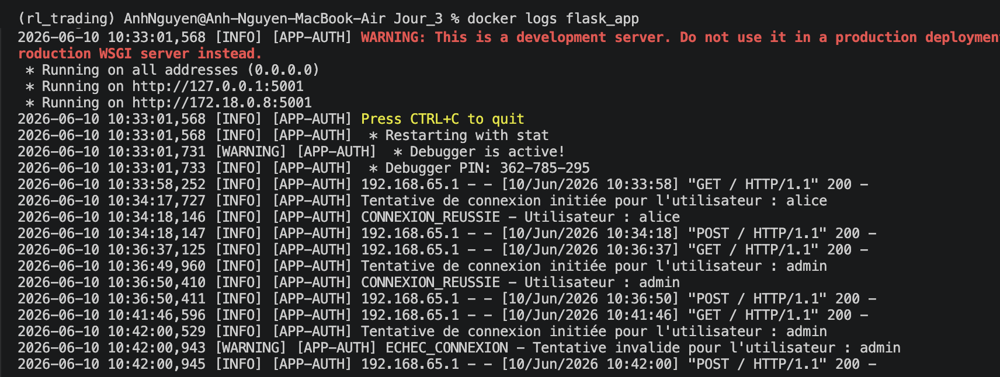 (rl_trading) AnhNguyen@Anh-Nguyen-MacBook-Air Jour_3 % docker logs flask_app
2026-06-10 10:33:01,568 [INFO] [APP-AUTH] WARNING: This is a development server. Do not use it in a production
roduction WSGI server instead.
 * Running on all addresses (0.0.0.0)
 * Running on http://127.0.0.1:5001
 * Running on http://172.18.0.8:5001
2026-06-10 10:33:01,568 [INFO] [APP-AUTH] Press CTRL+C to quit
2026-06-10 10:33:01,568 [INFO] [APP-AUTH]  * Restarting with stat
2026-06-10 10:33:01,731 [WARNING] [APP-AUTH]  * Debugger is active!
2026-06-10 10:33:01,733 [INFO] [APP-AUTH]  * Debugger PIN: 362-785-295
2026-06-10 10:33:58,252 [INFO] [APP-AUTH] 192.168.65.1 - - [10/Jun/2026 10:33:58] "GET / HTTP/1.1" 200 -
2026-06-10 10:34:17,727 [INFO] [APP-AUTH] Tentative de connexion initiée pour l'utilisateur : alice
2026-06-10 10:34:18,146 [INFO] [APP-AUTH] CONNEXION_REUSSIE - Utilisateur : alice
2026-06-10 10:34:18,147 [INFO] [APP-AUTH] 192.168.65.1 - - [10/Jun/2026 10:34:18] "POST / HTTP/1.1" 200 -
2026-06-10 10:36:37,125 [INFO] [APP-AUTH] 192.168.65.1 - - [10/Jun/2026 10:36:37] "GET / HTTP/1.1" 200 -
2026-06-10 10:36:49,960 [INFO] [APP-AUTH] Tentative de connexion initiée pour l'utilisateur : admin
2026-06-10 10:36:50,410 [INFO] [APP-AUTH] CONNEXION_REUSSIE - Utilisateur : admin
2026-06-10 10:36:50,411 [INFO] [APP-AUTH] 192.168.65.1 - - [10/Jun/2026 10:36:50] "POST / HTTP/1.1" 200 -
2026-06-10 10:41:46,596 [INFO] [APP-AUTH] 192.168.65.1 - - [10/Jun/2026 10:41:46] "GET / HTTP/1.1" 200 -
2026-06-10 10:42:00,529 [INFO] [APP-AUTH] Tentative de connexion initiée pour l'utilisateur : admin
2026-06-10 10:42:00,943 [WARNING] [APP-AUTH] ECHEC_CONNEXION - Tentative invalide pour l'utilisateur : admin
2026-06-10 10:42:00,945 [INFO] [APP-AUTH] 192.168.65.1 - - [10/Jun/2026 10:42:00] "POST / HTTP/1.1" 200 -